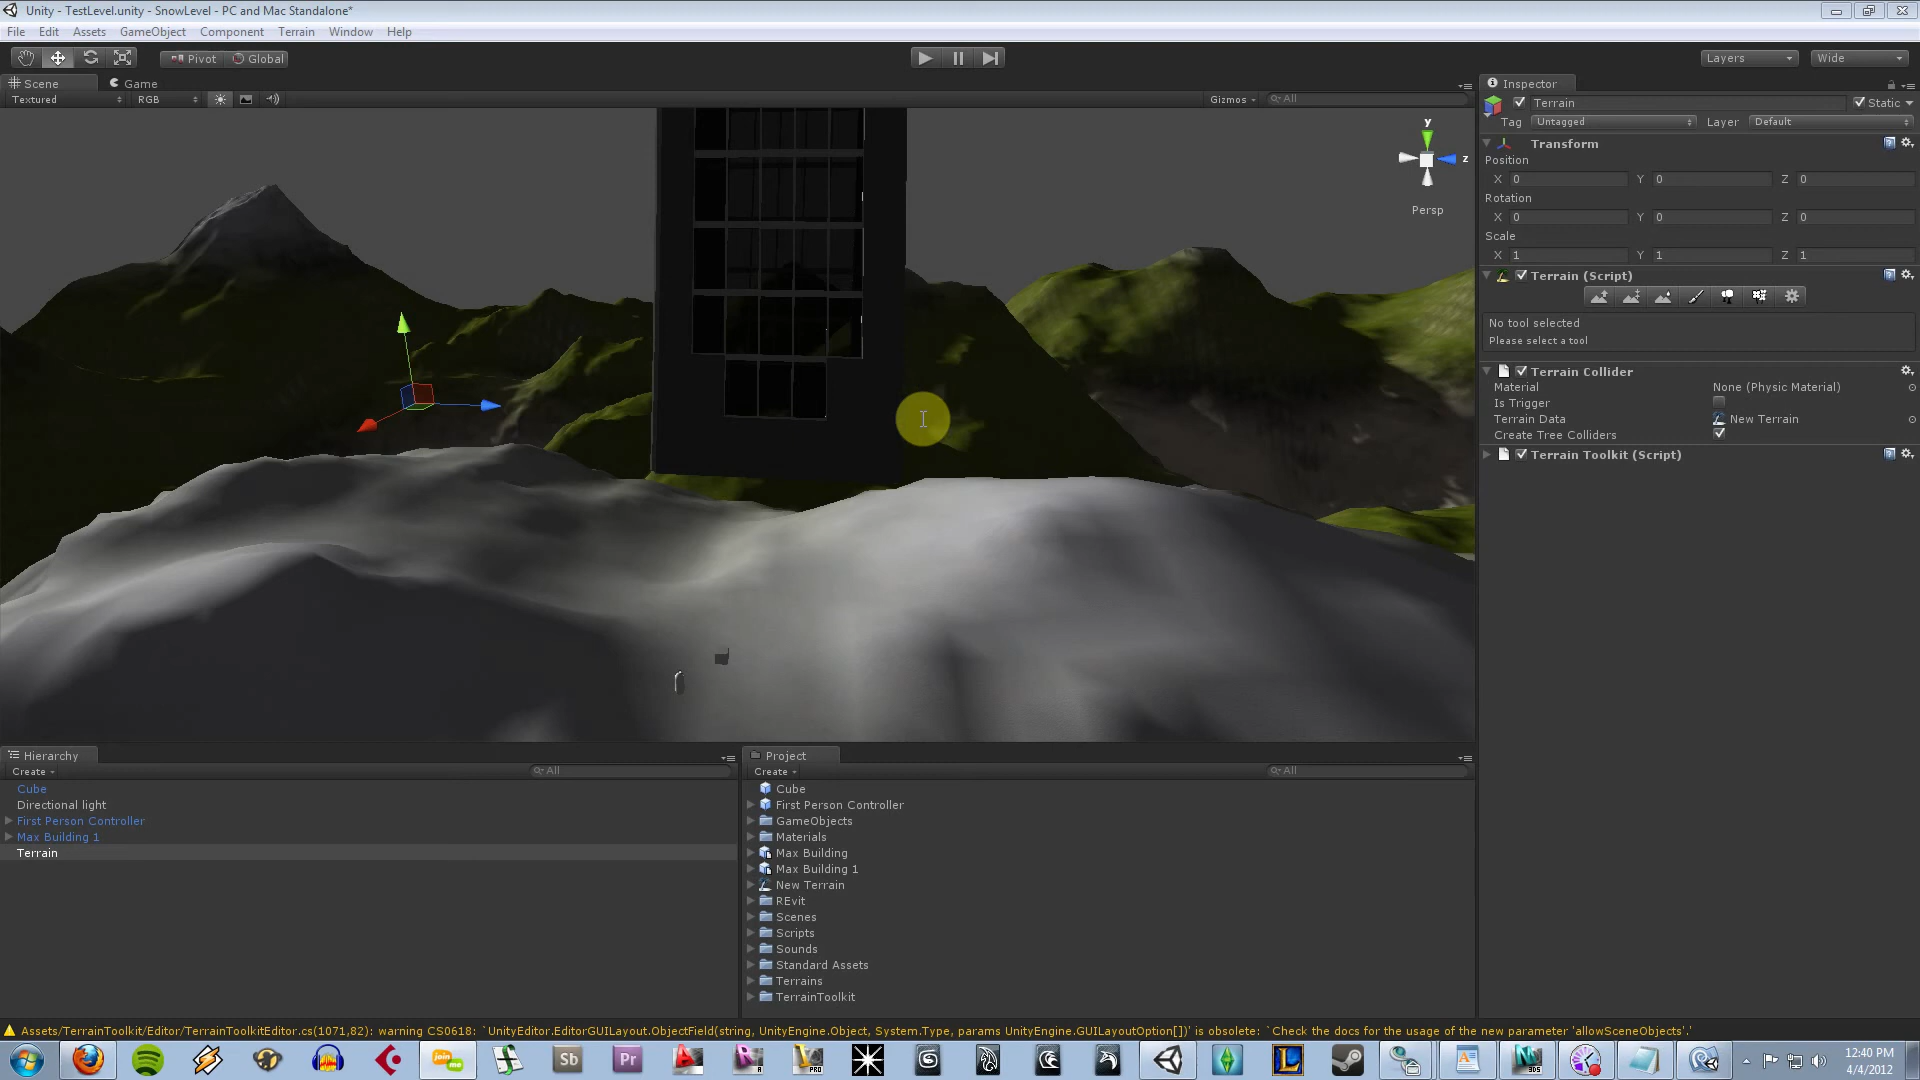 Unity - TestLevel.unity - SnowLevel - PC and Mac Standalone*
File Edit Assets GameObject Component Terrain Window Help
Pivot Global Layers Wide
Scene Game
Textured RGB Gizmos All
y
z
Persp
Inspector
Terrain Static
Tag Untagged Layer Default
Transform
Position
X 0 Y 0 Z 0
Rotation
X 0 Y 0 Z 0
Scale
X 1 Y 1 Z 1
Terrain (Script)
No tool selected
Please select a tool
Terrain Collider
Material None (Physic Material)
Is Trigger
Terrain Data New Terrain
Create Tree Colliders
Terrain Toolkit (Script)
Hierarchy
Create All
Cube
Directional light
First Person Controller
Max Building 1
Terrain
Project
Create All
Cube
First Person Controller
GameObjects
Materials
Max Building
Max Building 1
New Terrain
REvit
Scenes
Scripts
Sounds
Standard Assets
Terrains
TerrainToolkit
Assets/TerrainToolkit/Editor/TerrainToolkitEditor.cs(1071,82): warning CS0618: `UnityEditor.EditorGUILayout.ObjectField(string, UnityEngine.Object, System.Type, params UnityEngine.GUILayoutOption[])' is obsolete: `Check the docs for the usage of the new parameter 'allowSceneObjects'.'
join me Sb Pr PRO L 3DS
12:40 PM
4/4/2012